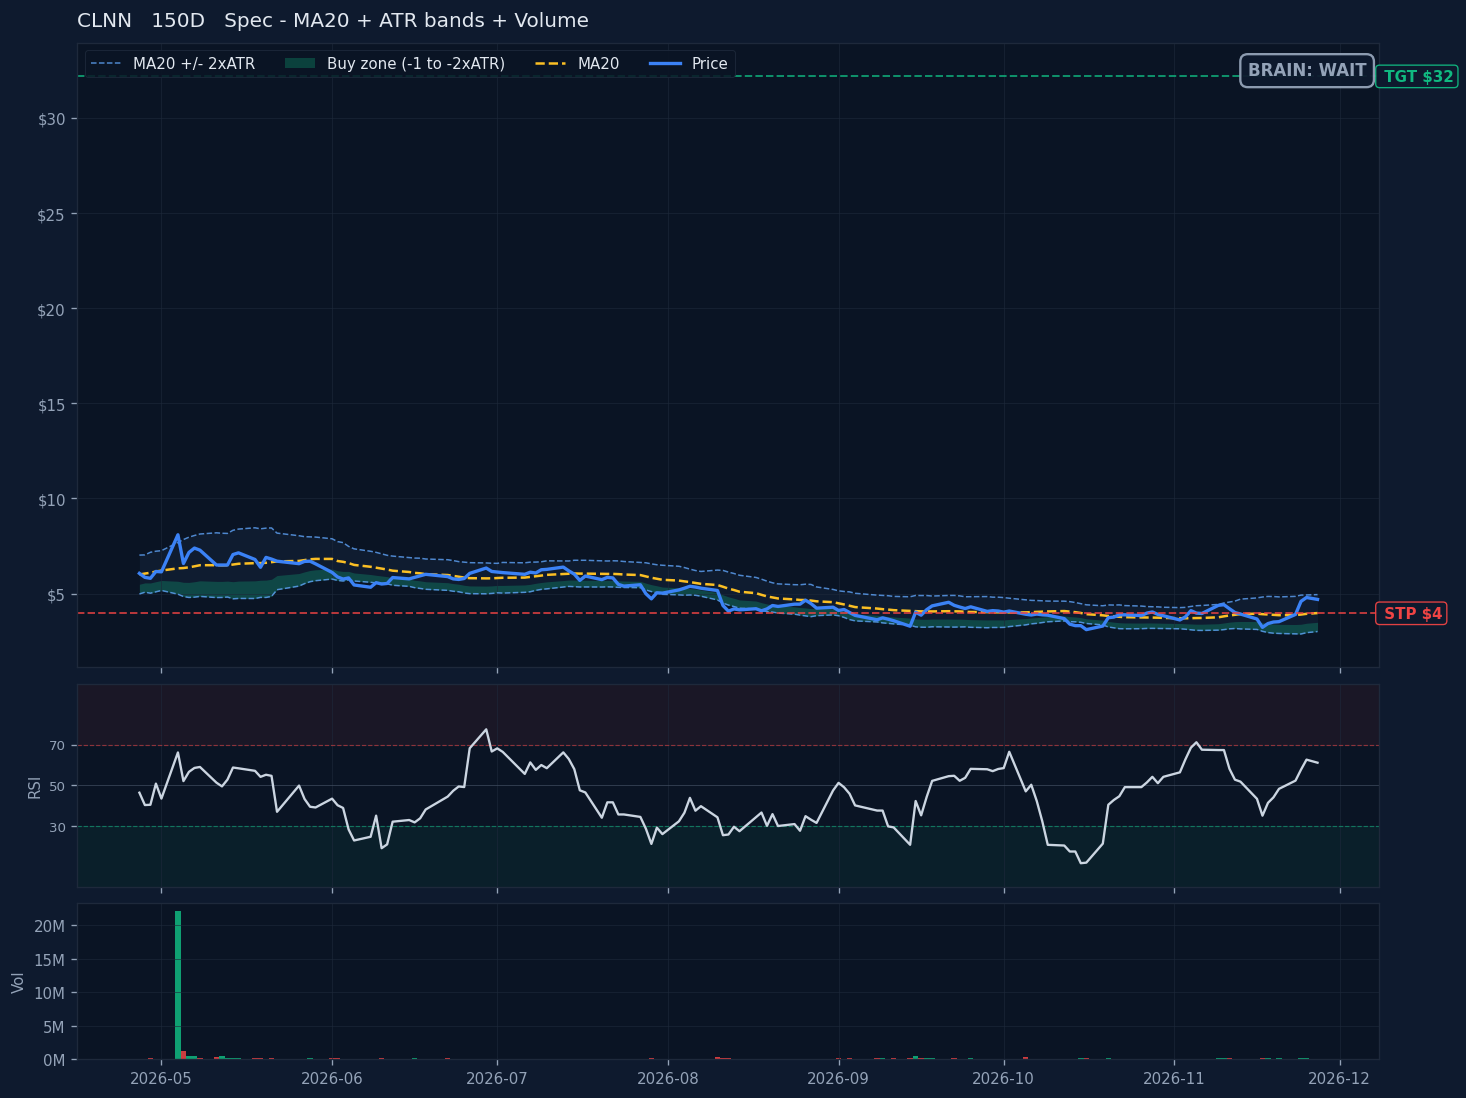 CLNN 150D Spec - MA20 + ATR bands + Volume
MA20 +/- 2xATR Buy zone (-1 to -2xATR) MA20 Price
BRAIN: WAIT
TGT $32
$30
$25
$20
$15
$10
$5
STP $4
RSI
70
50
30
Vol
20M
15M
10M
5M
0M
2026-05 2026-06 2026-07 2026-08 2026-09 2026-10 2026-11 2026-12